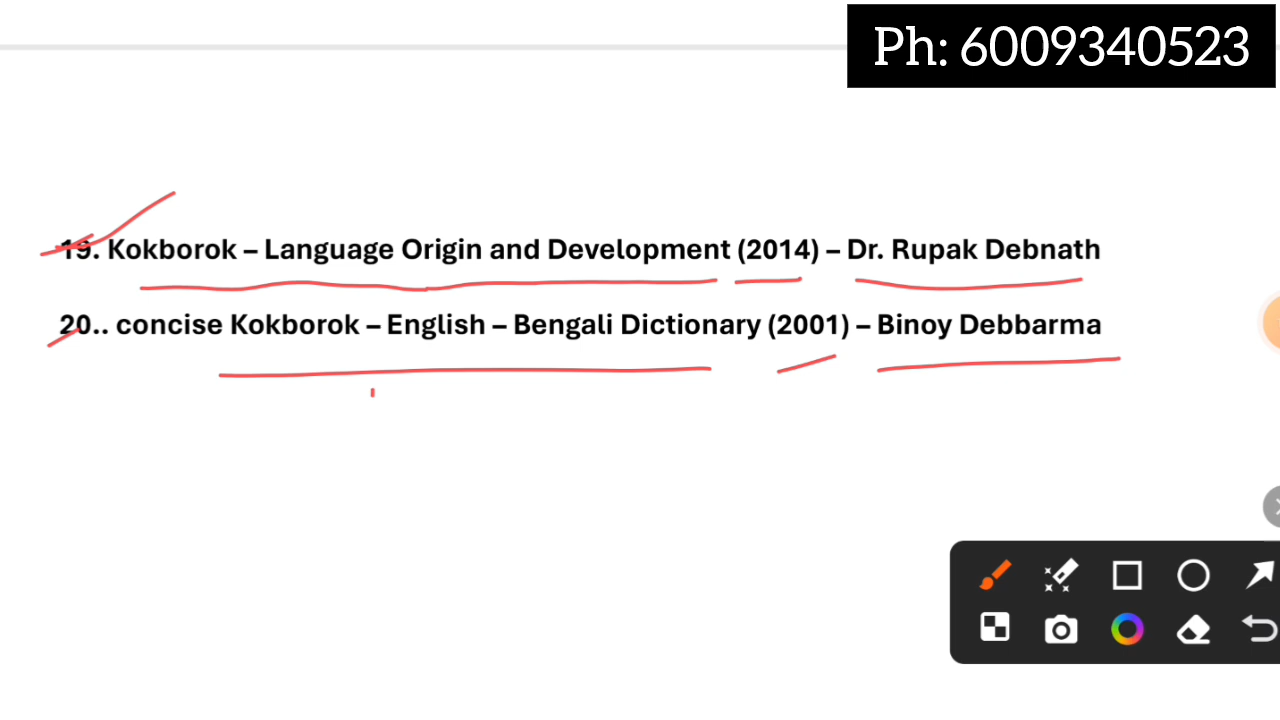 Ph: 6009340523
19. Kokborok – Language Origin and Development (2014) – Dr. Rupak Debnath
20.. concise Kokborok – English – Bengali Dictionary (2001) – Binoy Debbarma